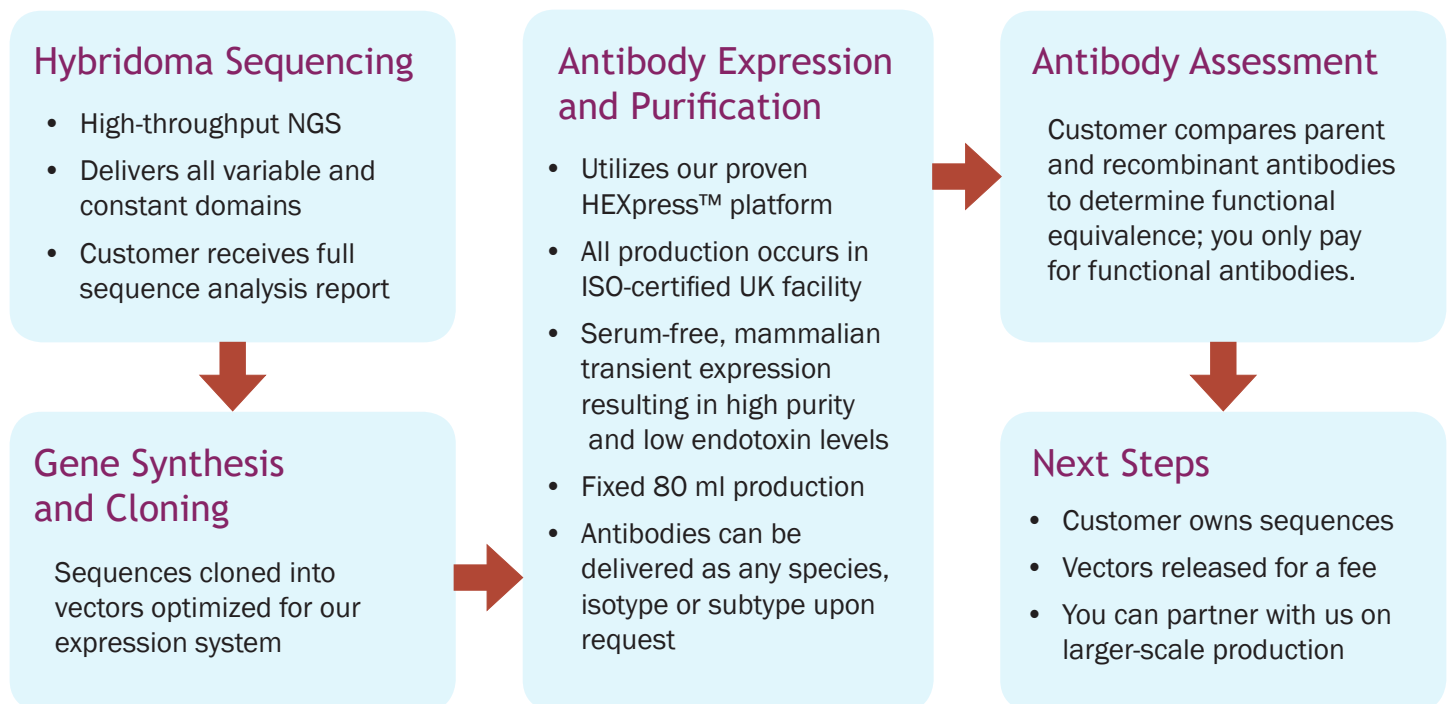 Hybridoma Sequencing
• High-throughput NGS
• Delivers all variable and
constant domains
• Customer receives full
sequence analysis report
Gene Synthesis
and Cloning
Sequences cloned into
vectors optimized for our
expression system
Antibody Expression
and Purification
• Utilizes our proven
HEXpress™ platform
• All production occurs in
ISO-certified UK facility
• Serum-free, mammalian
transient expression
resulting in high purity
and low endotoxin levels
• Fixed 80 ml production
• Antibodies can be
delivered as any species,
isotype or subtype upon
request
Antibody Assessment
Customer compares parent
and recombinant antibodies
to determine functional
equivalence; you only pay
for functional antibodies.
Next Steps
• Customer owns sequences
• Vectors released for a fee
• You can partner with us on
larger-scale production